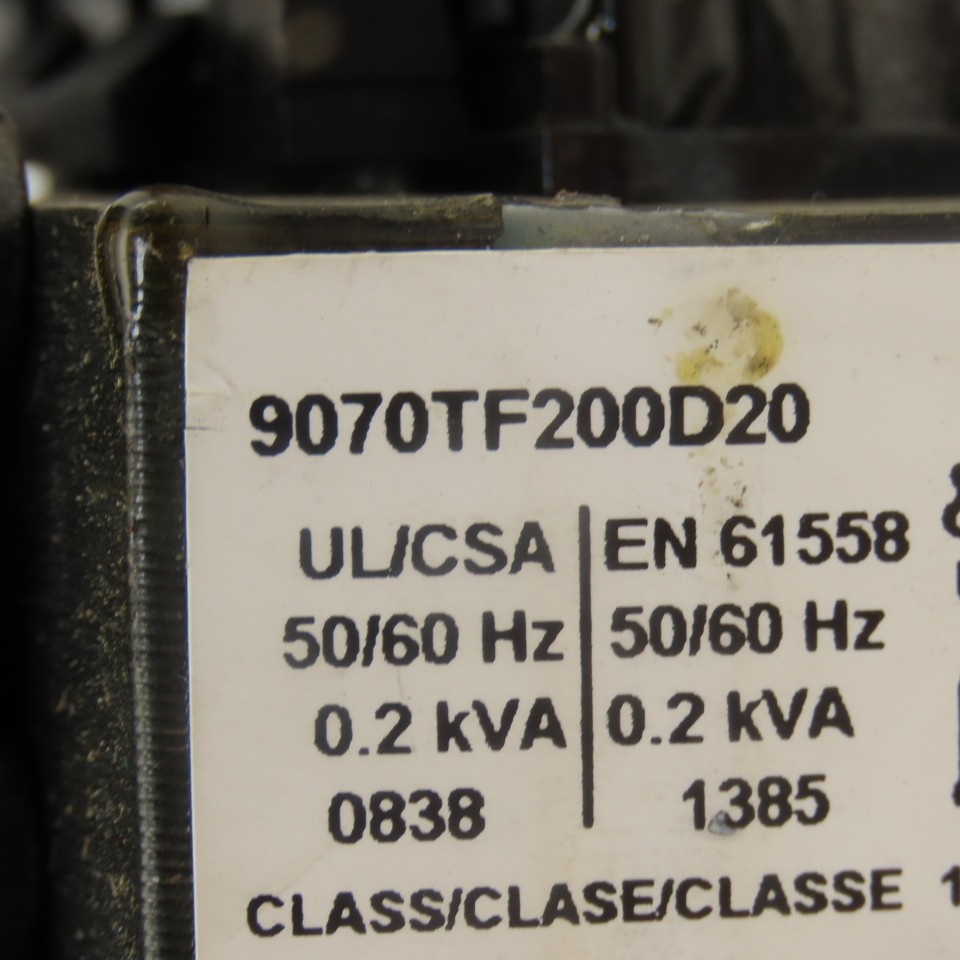 9070TF200D20
UL/CSA EN 61558
50/60 Hz 50/60 Hz
0.2 kVA 0.2 kVA
0838 1385
CLASS/CLASE/CLASSE 1